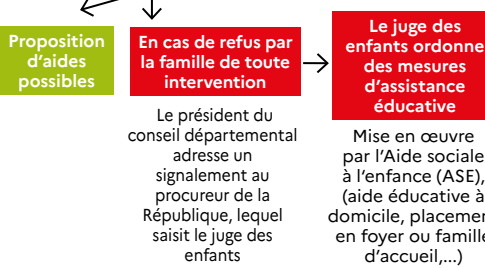 Proposition
d'aides
possibles
En cas de refus par
la famille de toute
intervention
Le président du
conseil départemental
adresse un
signalement au
procureur de la
République, lequel
saisit le juge des
enfants
Le juge des
enfants ordonne
des mesures
d'assistance
éducative
Mise en œuvre
par l'Aide sociale
à l'enfance (ASE),
(aide éducative à
domicile, placemen
en foyer ou famille
d'accueil,...)